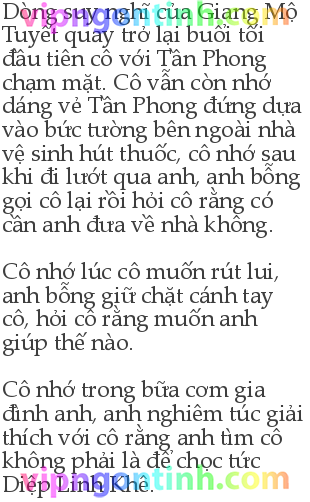 Dòng suy nghĩ của Giang Mộ
Tuyết quay trở lại buổi tối
đầu tiên cô với Tần Phong
chạm mặt. Cô vẫn còn nhớ
dáng vẻ Tần Phong đứng dựa
vào bức tường bên ngoài nhà
vệ sinh hút thuốc, cô nhớ sau
khi đi lướt qua anh, anh bỗng
gọi cô lại rồi hỏi cô rằng có
cần anh đưa về nhà không.

Cô nhớ lúc cô muốn rút lui,
anh bỗng giữ chặt cánh tay
cô, hỏi cô rằng muốn anh
giúp thế nào.

Cô nhớ trong bữa cơm gia
đình anh, anh nghiêm túc giải
thích với cô rằng anh tìm cô
không phải là để chọc tức
Diệp Linh Khê.
vipngontinh.com
vipngontinh.com